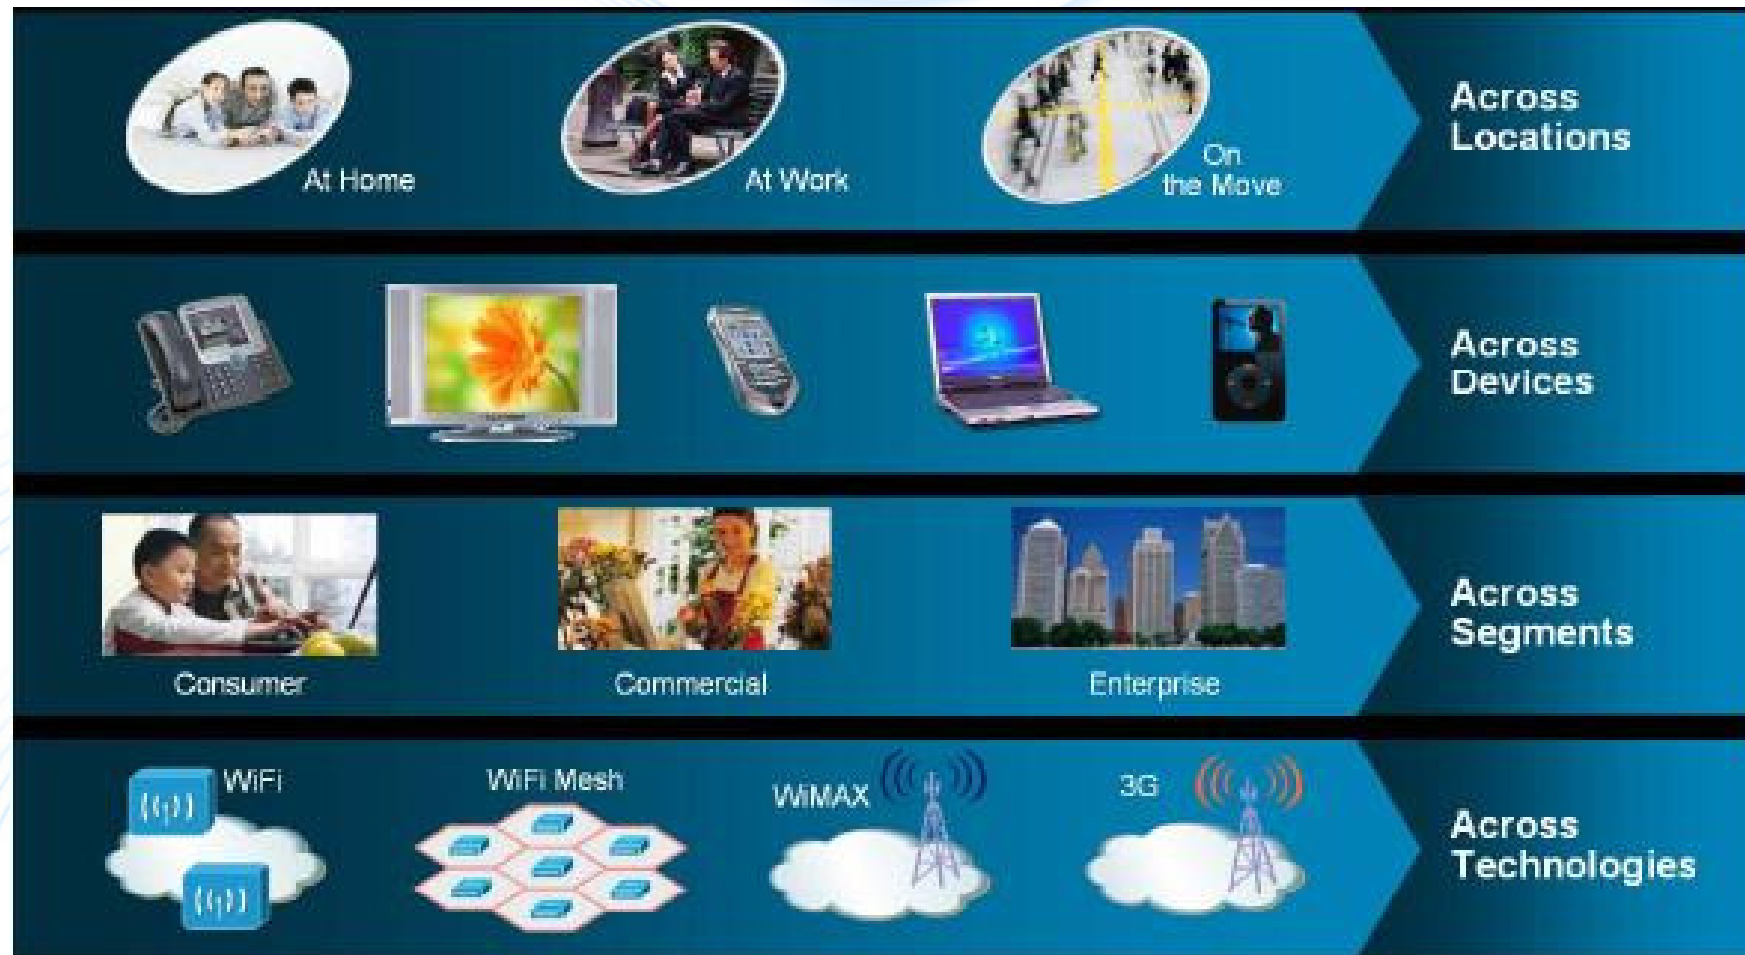 At Home
At Work
On
the Move
Across
Locations
Across
Devices
Consumer
Commercial
Enterprise
Across
Segments
WiFi
WiFi Mesh
WiMAX
3G
Across
Technologies